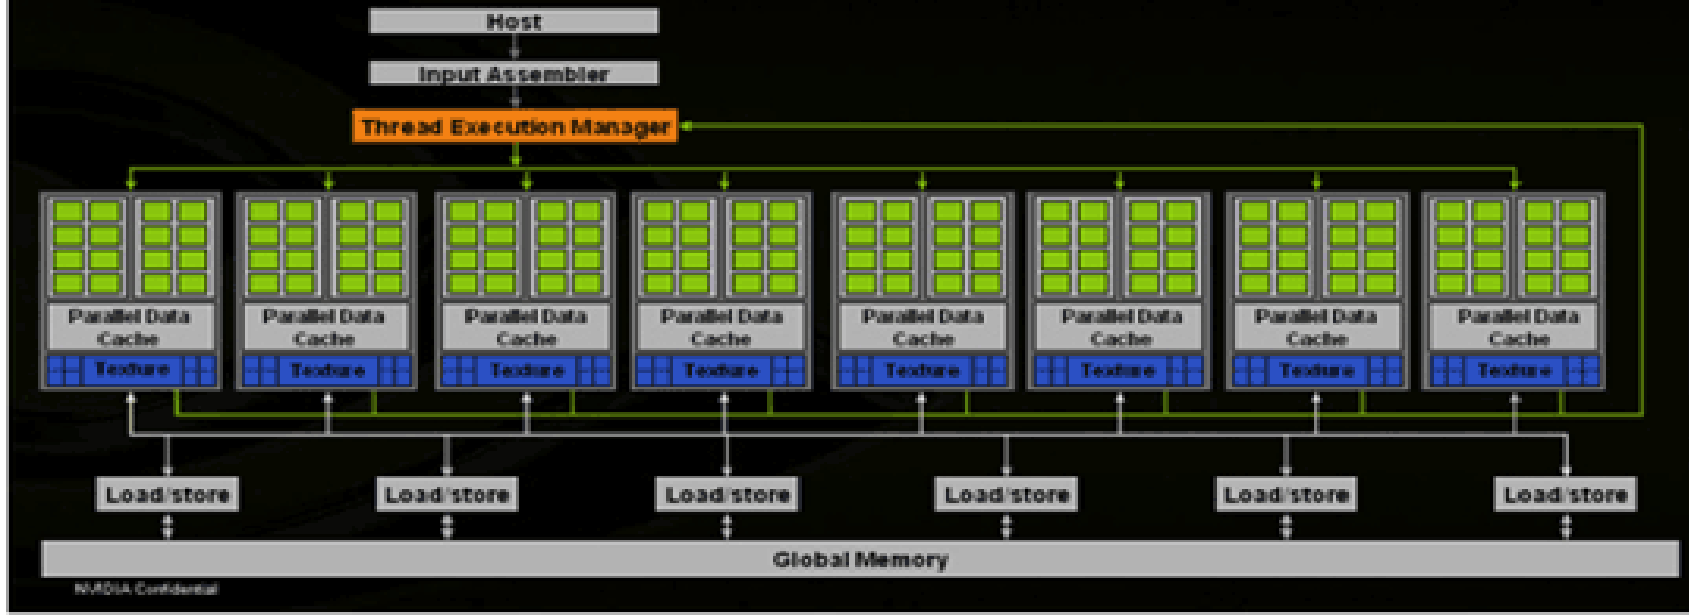 Host
Input Assembler
Thread Execution Manager
Parallel Data
Cache
Texture
Parallel Data
Cache
Texture
Parallel Data
Cache
Texture
Parallel Data
Cache
Texture
Parallel Data
Cache
Texture
Parallel Data
Cache
Texture
Parallel Data
Cache
Texture
Parallel Data
Cache
Texture
Load/store
Load/store
Load/store
Load/store
Load/store
Load/store
Global Memory
NVIDIA Confidential